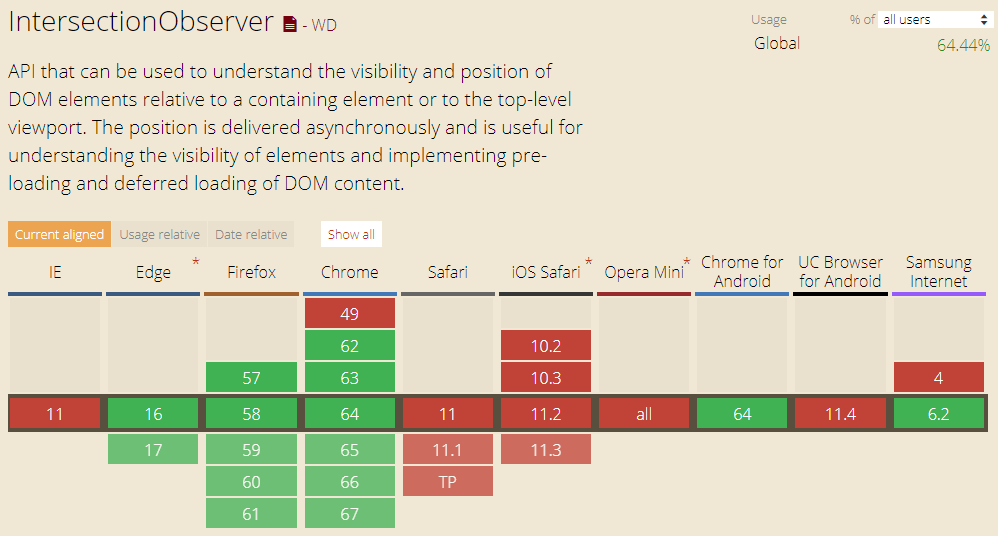 IntersectionObserver - WD
Usage % of all users
Global 64.44%
API that can be used to understand the visibility and position of
DOM elements relative to a containing element or to the top-level
viewport. The position is delivered asynchronously and is useful for
understanding the visibility of elements and implementing pre-
loading and deferred loading of DOM content.
Current aligned Usage relative Date relative Show all
IE Edge * Firefox Chrome Safari iOS Safari * Opera Mini * Chrome for Android UC Browser for Android Samsung Internet
49
62 10.2
57 63 10.3 4
11 16 58 64 11 11.2 all 64 11.4 6.2
17 59 65 11.1 11.3
60 66 TP
61 67